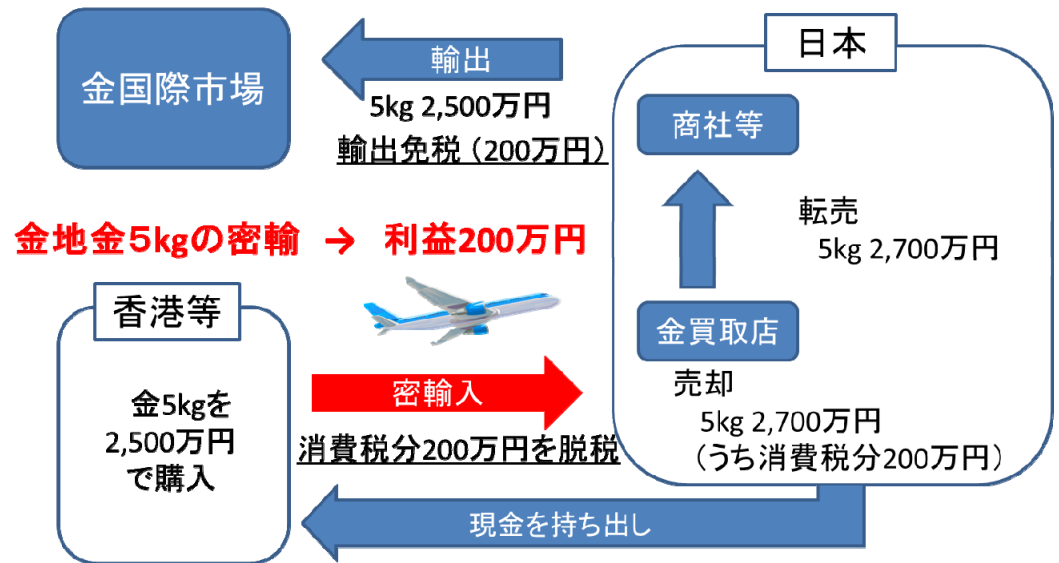 金国際市場
輸出
5kg 2,500万円
輸出免税（200万円）
日本
商社等
転売
5kg 2,700万円
金地金5kgの密輸 → 利益200万円
香港等
金5kgを
2,500万円
で購入
密輸入
消費税分200万円を脱税
金買取店
売却
5kg 2,700万円
（うち消費税分200万円）
現金を持ち出し